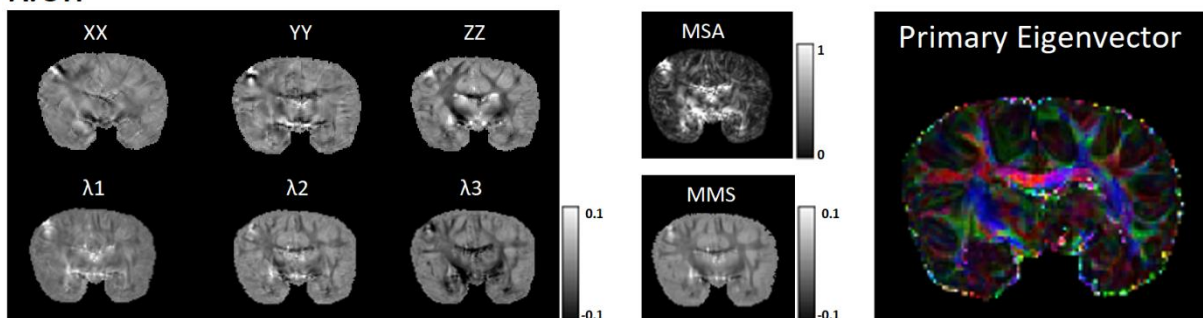 XX YY ZZ
λ1 λ2 λ3
0.1
-0.1
MSA
1
0
MMS
0.1
-0.1
Primary Eigenvector